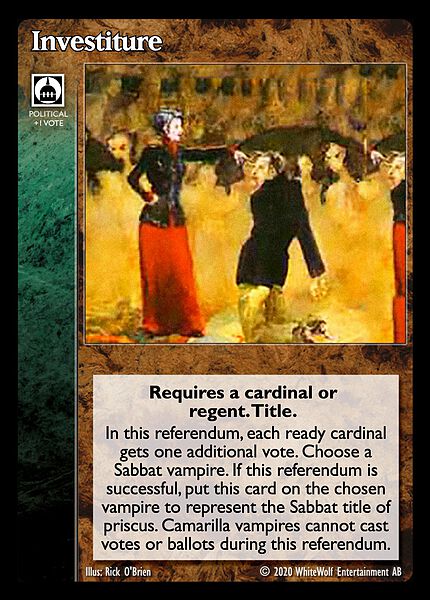 Investiture
POLITICAL
+1 VOTE
Requires a cardinal or
regent. Title.
In this referendum, each ready cardinal
gets one additional vote. Choose a
Sabbat vampire. If this referendum is
successful, put this card on the chosen
vampire to represent the Sabbat title of
priscus. Camarilla vampires cannot cast
votes or ballots during this referendum.
Illus: Rick O'Brien © 2020 WhiteWolf Entertainment AB